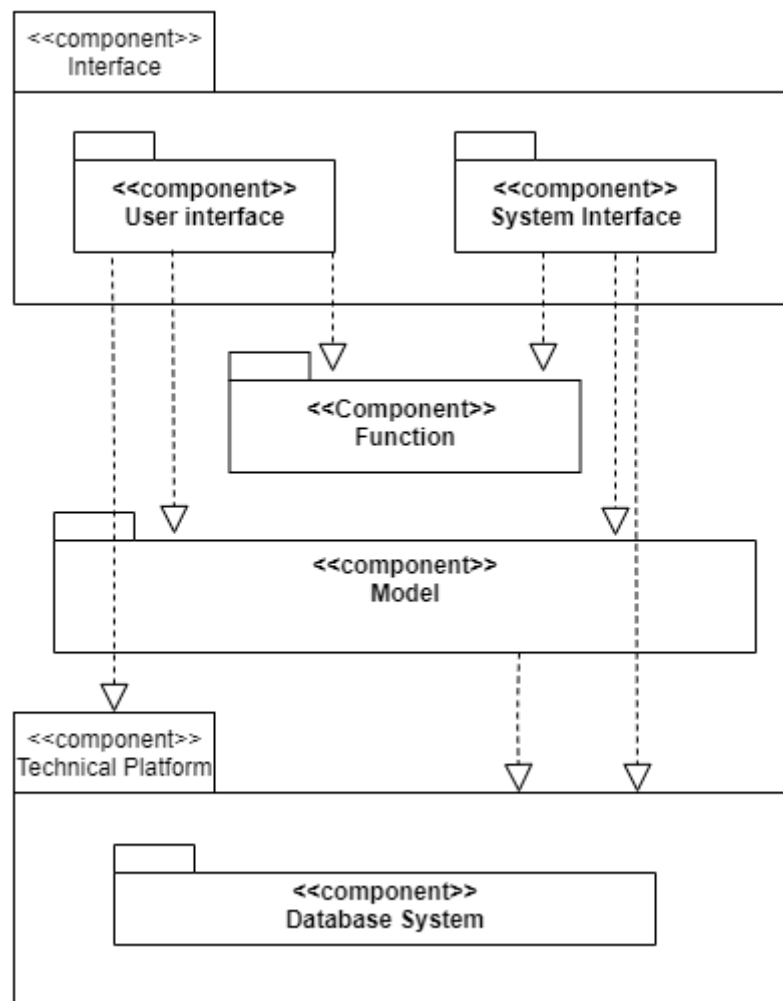 <<component>>
Interface
<<component>>
User interface
<<component>>
System Interface
<<Component>>
Function
<<component>>
Model
<<component>>
Technical Platform
<<component>>
Database System